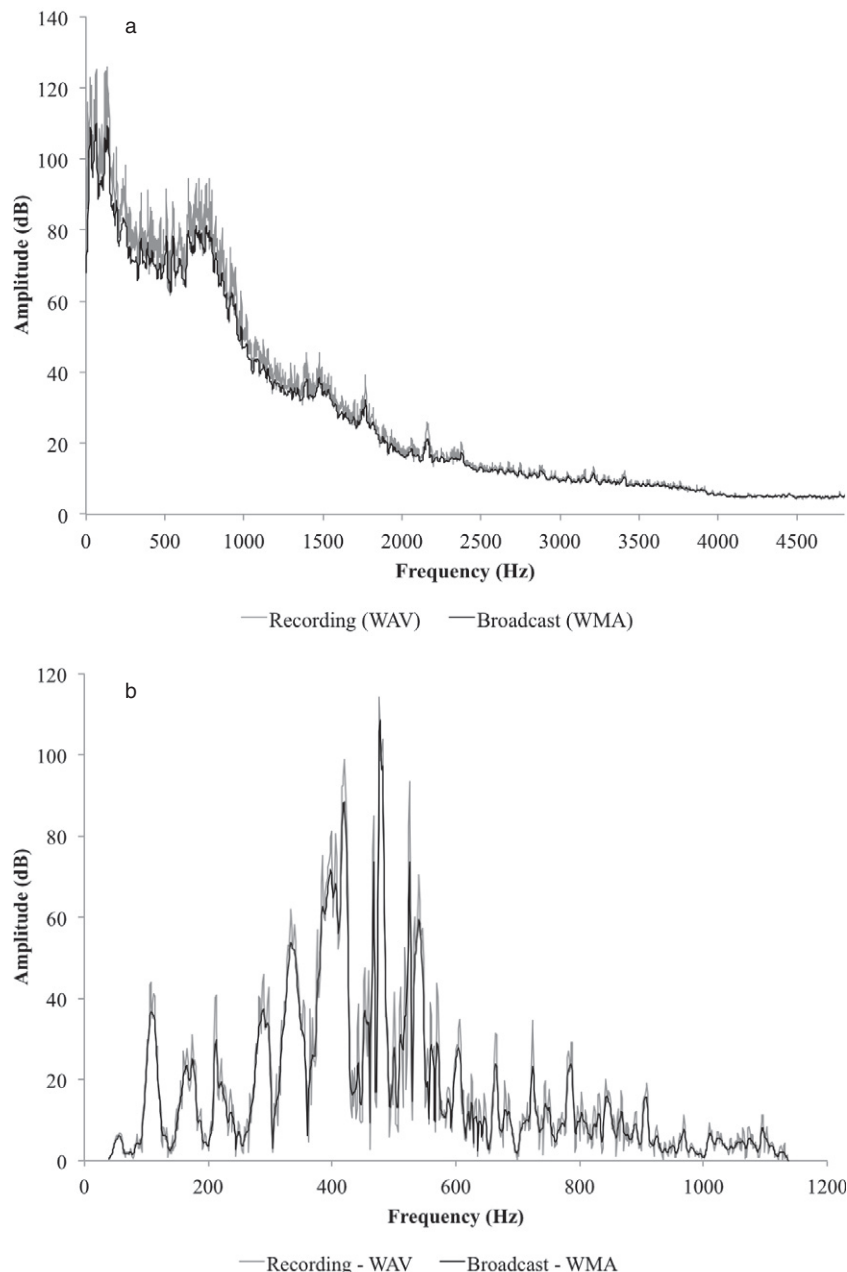 a
140
120
100
80
60
40
20
0
Amplitude (dB)
0 500 1000 1500 2000 2500 3000 3500 4000 4500
Frequency (Hz)
Recording (WAV) Broadcast (WMA)
b
120
100
80
60
40
20
0
Amplitude (dB)
0 200 400 600 800 1000 1200
Frequency (Hz)
Recording - WAV Broadcast - WMA